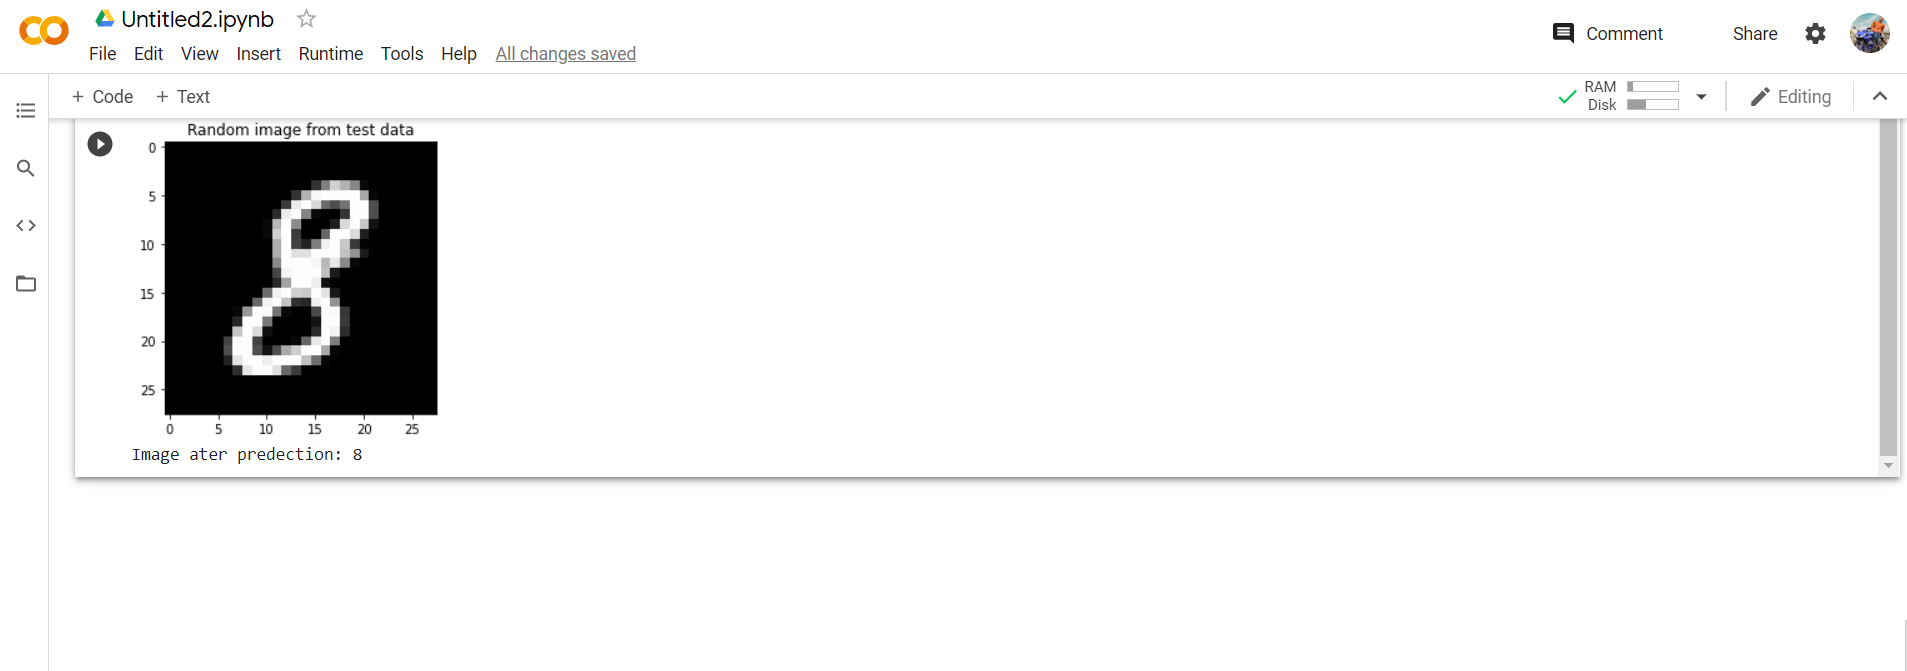 Untitled2.ipynb
File Edit View Insert Runtime Tools Help All changes saved
Comment Share
+ Code + Text
RAM
Disk
Editing
Random image from test data
0
5
10
15
20
25
8
0 5 10 15 20 25
Image ater predection: 8